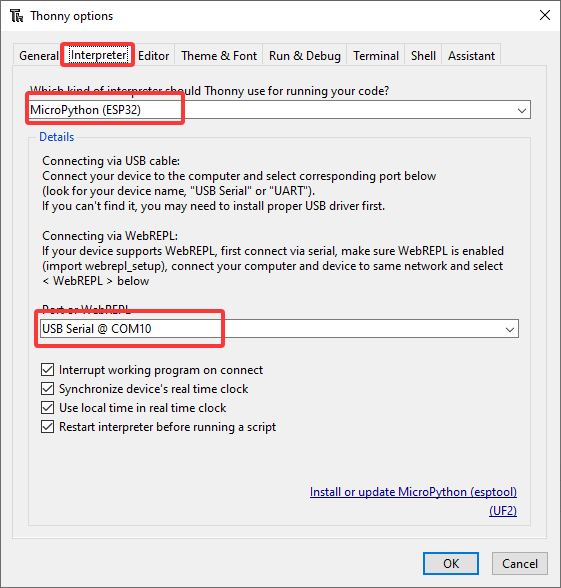 Thonny options
General
Interpreter
Editor
Theme & Font
Run & Debug
Terminal
Shell
Assistant
Which kind of interpreter should Thonny use for running your code?
MicroPython (ESP32)
Details
Connecting via USB cable:
Connect your device to the computer and select corresponding port below
(look for your device name, "USB Serial" or "UART").
If you can't find it, you may need to install proper USB driver first.
Connecting via WebREPL:
If your device supports WebREPL, first connect via serial, make sure WebREPL is enabled
(import webrepl_setup), connect your computer and device to same network and select
< WebREPL > below
Port or WebREPL
USB Serial @ COM10
Interrupt working program on connect
Synchronize device's real time clock
Use local time in real time clock
Restart interpreter before running a script
Install or update MicroPython (esptool)
(UF2)
OK
Cancel